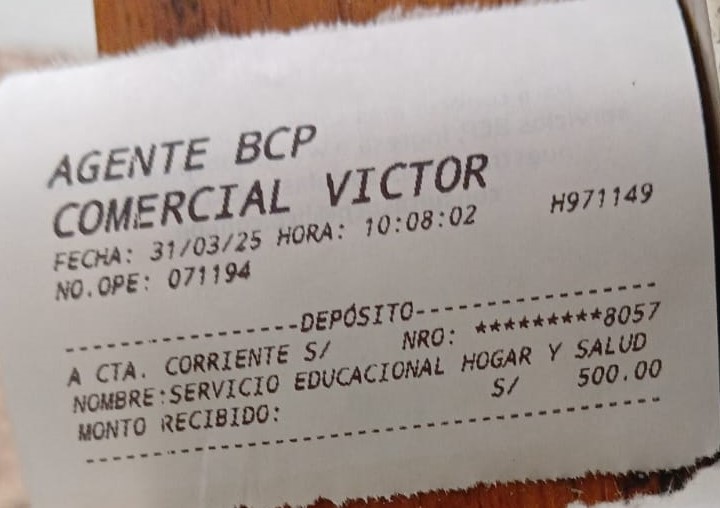 AGENTE BCP
COMERCIAL VICTOR
FECHA: 31/03/25 HORA: 10:08:02 H971149
NO.OPE: 071194
------------------DEPÓSITO------------------
A CTA. CORRIENTE S/ NRO: *********8057
NOMBRE:SERVICIO EDUCACIONAL HOGAR Y SALUD
MONTO RECIBIDO: S/ 500.00
--------------------------------------------